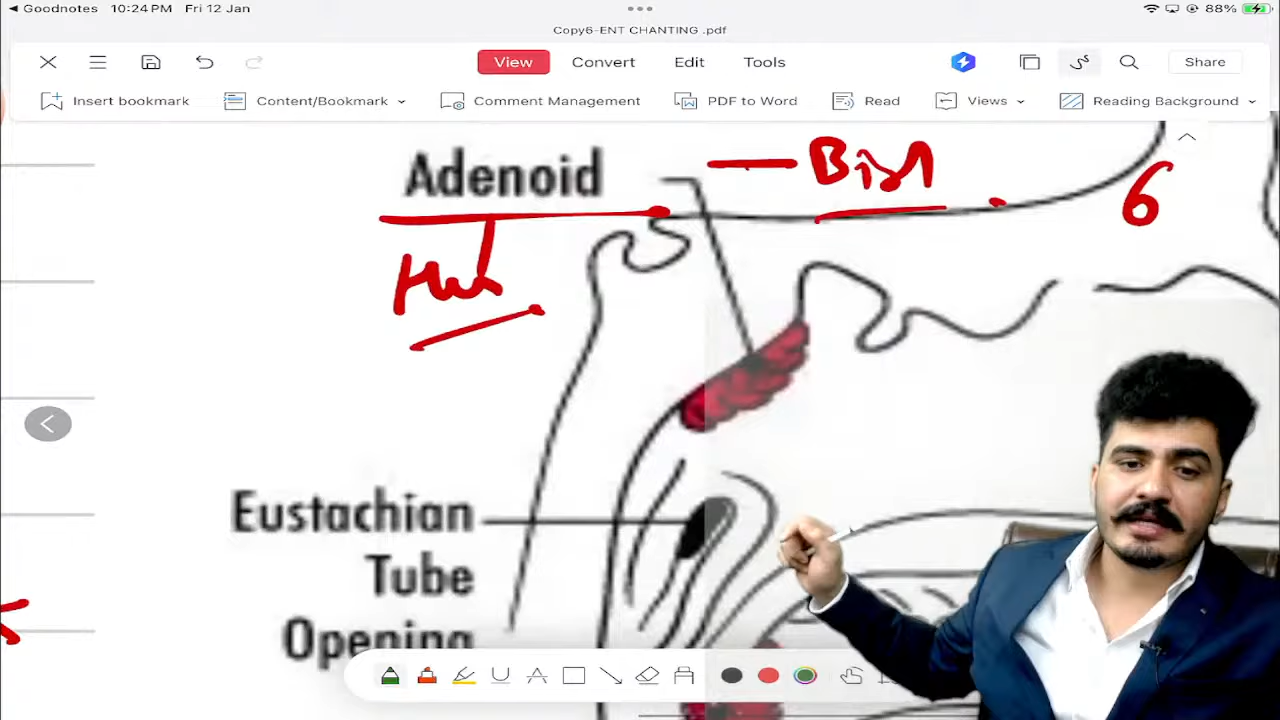 Goodnotes 10:24 PM Fri 12 Jan 88%
Copy6-ENT CHANTING .pdf
View Convert Edit Tools Share
Insert bookmark Content/Bookmark Comment Management PDF to Word Read Views Reading Background
Adenoid
6
Eustachian
Tube
Opening